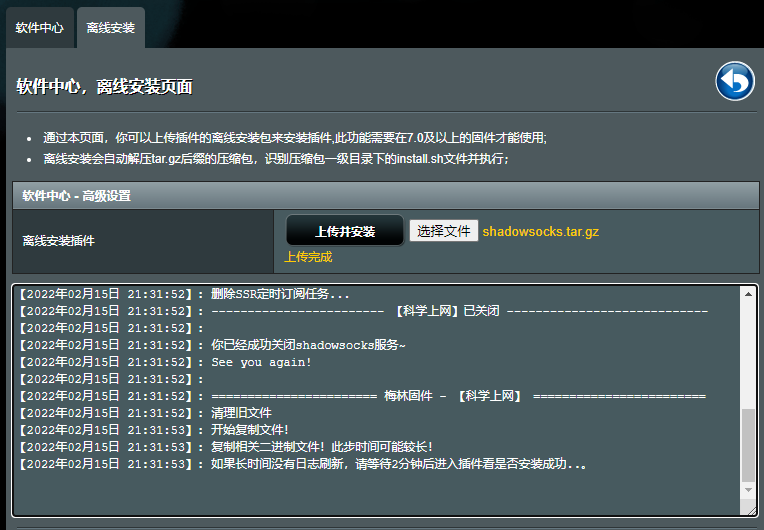 软件中心 离线安装
软件中心，离线安装页面
通过本页面，你可以上传插件的离线安装包来安装插件,此功能需要在7.0及以上的固件才能使用;
离线安装会自动解压tar.gz后缀的压缩包，识别压缩包一级目录下的install.sh文件并执行；
软件中心 - 高级设置
离线安装插件 上传并安装 选择文件 shadowsocks.tar.gz
上传完成
【2022年02月15日 21:31:52】: 删除SSR定时订阅任务...
【2022年02月15日 21:31:52】: ------------------------ 【科学上网】已关闭 ----------------------------
【2022年02月15日 21:31:52】:
【2022年02月15日 21:31:52】: 你已经成功关闭shadowsocks服务~
【2022年02月15日 21:31:52】: See you again!
【2022年02月15日 21:31:52】:
【2022年02月15日 21:31:52】: ======================= 梅林固件 - 【科学上网】 ========================
【2022年02月15日 21:31:52】: 清理旧文件
【2022年02月15日 21:31:53】: 开始复制文件！
【2022年02月15日 21:31:53】: 复制相关二进制文件！此步时间可能较长！
【2022年02月15日 21:31:53】: 如果长时间没有日志刷新，请等待2分钟后进入插件看是否安装成功..。